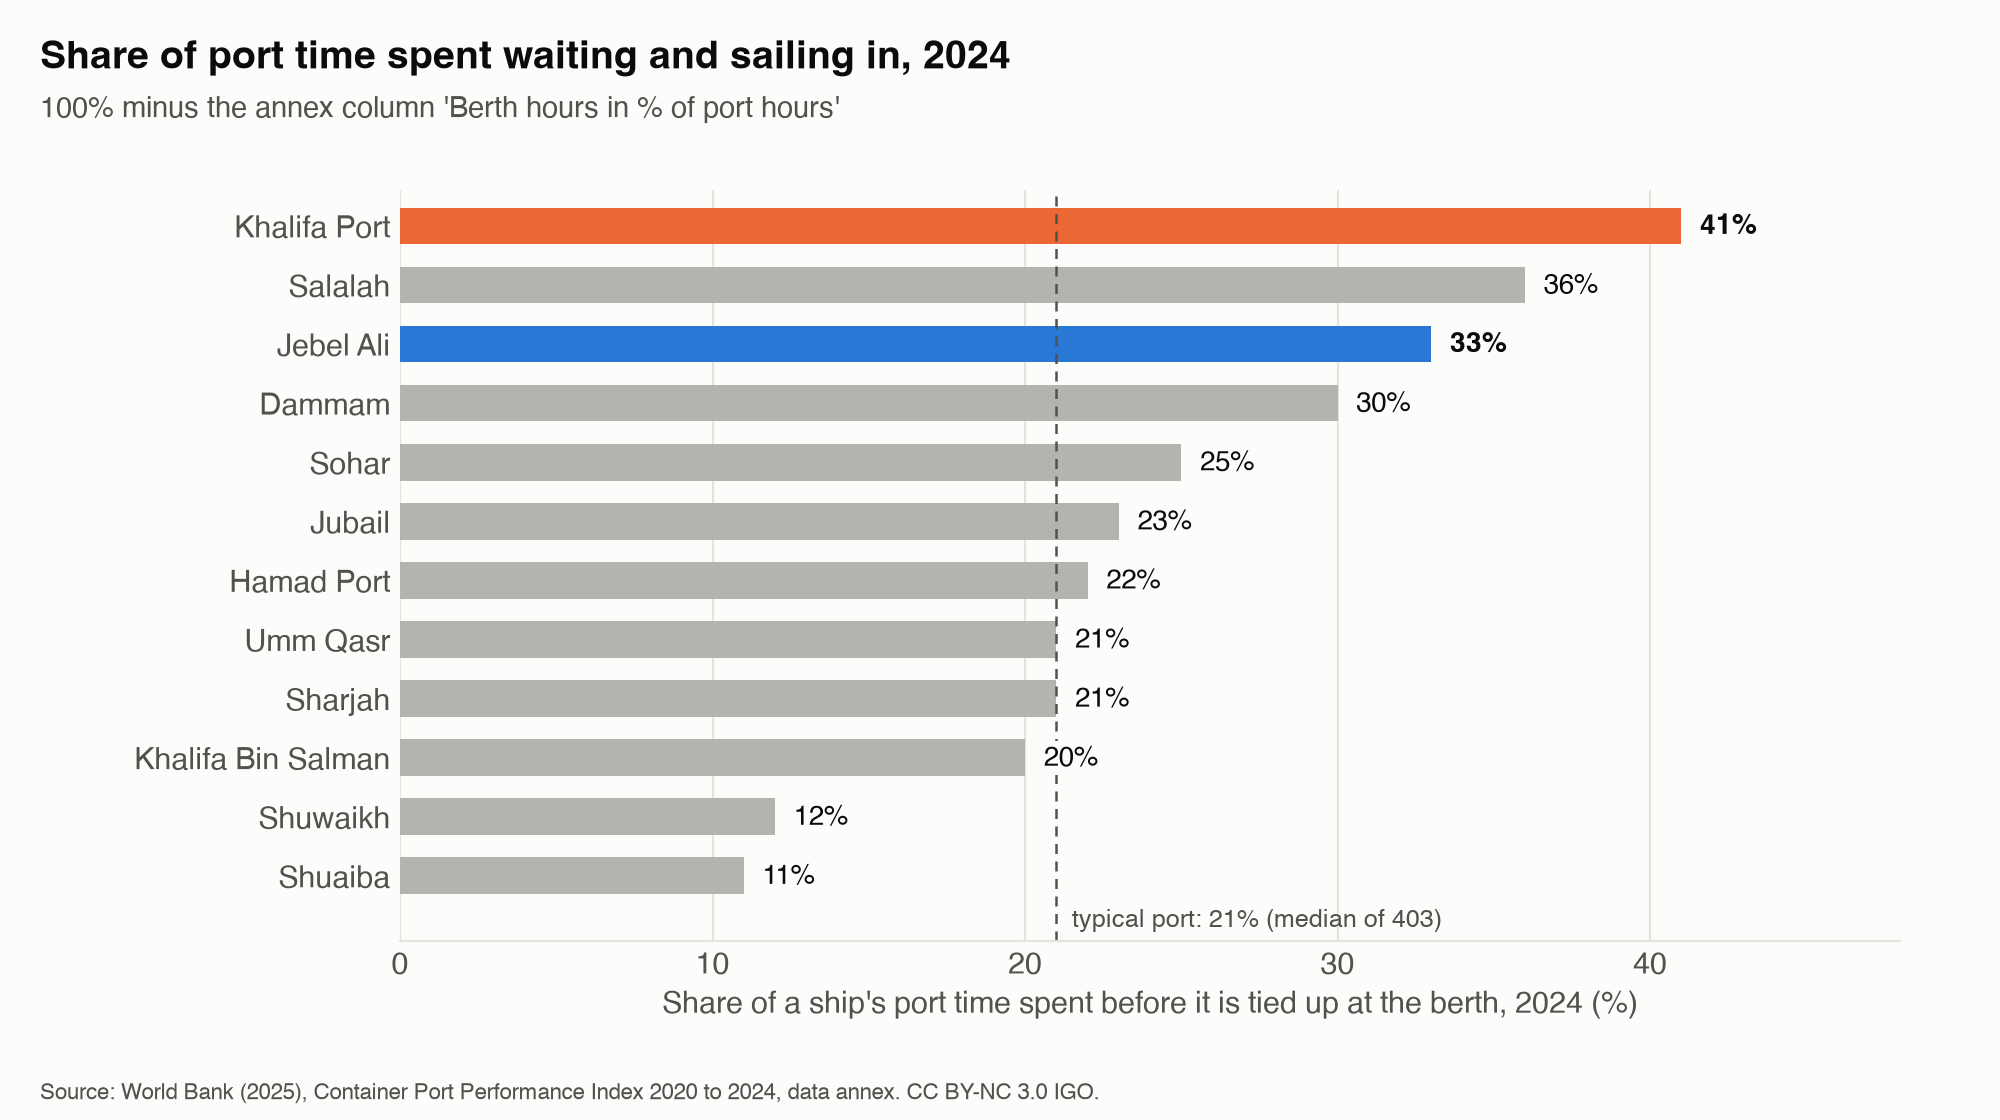 Share of port time spent waiting and sailing in, 2024
100% minus the annex column 'Berth hours in % of port hours'
Khalifa Port 41%
Salalah 36%
Jebel Ali 33%
Dammam 30%
Sohar 25%
Jubail 23%
Hamad Port 22%
Umm Qasr 21%
Sharjah 21%
Khalifa Bin Salman 20%
Shuwaikh 12%
Shuaiba 11%
typical port: 21% (median of 403)
0 10 20 30 40
Share of a ship's port time spent before it is tied up at the berth, 2024 (%)
Source: World Bank (2025), Container Port Performance Index 2020 to 2024, data annex. CC BY-NC 3.0 IGO.